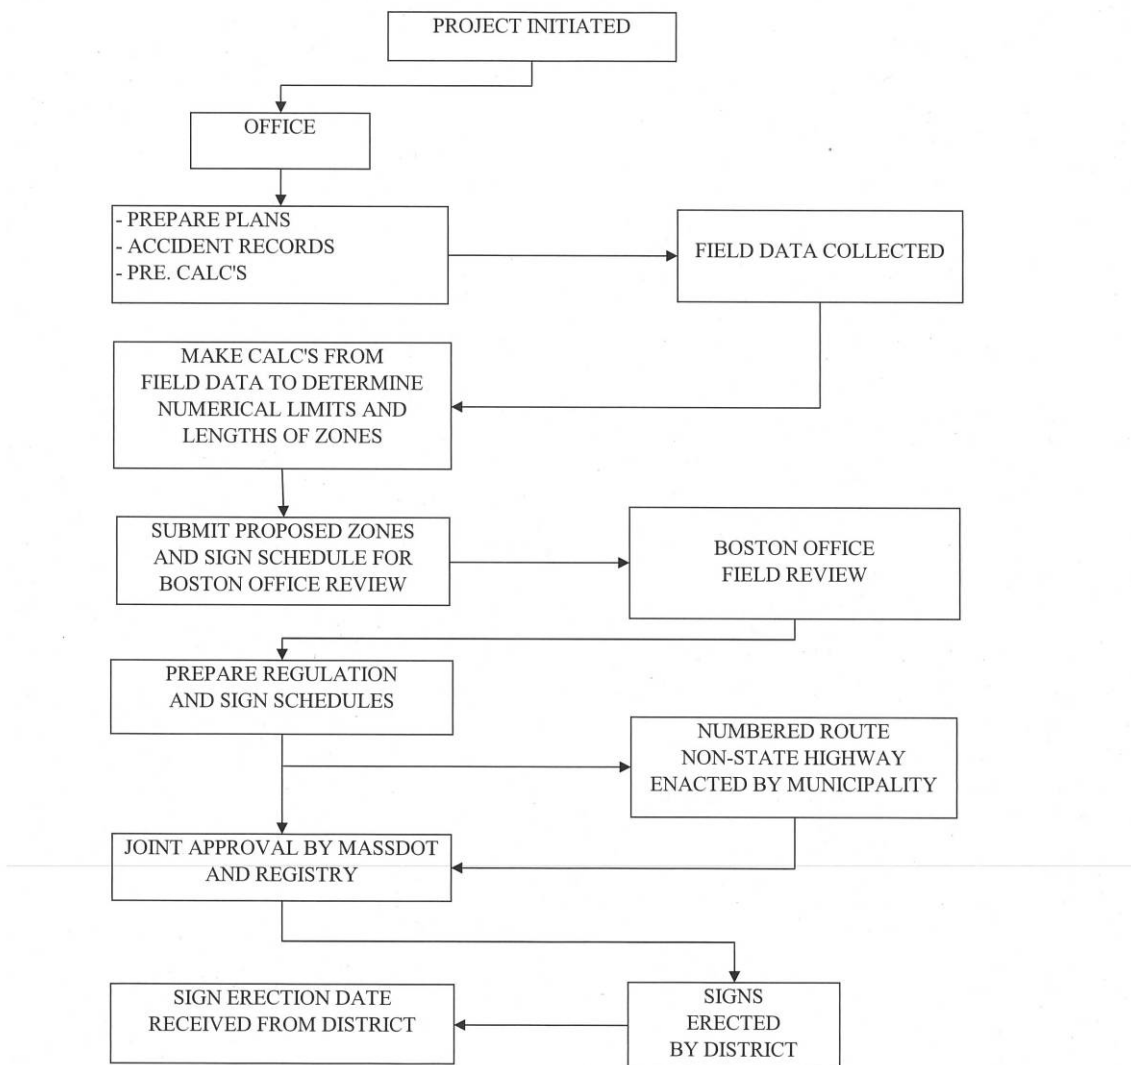 PROJECT INITIATED
OFFICE
- PREPARE PLANS
- ACCIDENT RECORDS
- PRE. CALC'S
FIELD DATA COLLECTED
MAKE CALC'S FROM
FIELD DATA TO DETERMINE
NUMERICAL LIMITS AND
LENGTHS OF ZONES
SUBMIT PROPOSED ZONES
AND SIGN SCHEDULE FOR
BOSTON OFFICE REVIEW
BOSTON OFFICE
FIELD REVIEW
PREPARE REGULATION
AND SIGN SCHEDULES
NUMBERED ROUTE
NON-STATE HIGHWAY
ENACTED BY MUNICIPALITY
JOINT APPROVAL BY MASSDOT
AND REGISTRY
SIGNS
ERECTED
BY DISTRICT
SIGN ERECTION DATE
RECEIVED FROM DISTRICT